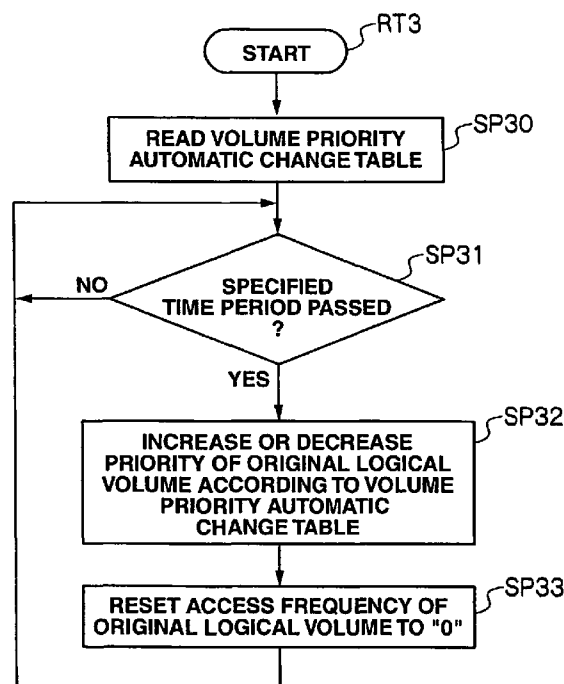 RT3
START
SP30
READ VOLUME PRIORITY
AUTOMATIC CHANGE TABLE
SP31
NO
SPECIFIED
TIME PERIOD PASSED
?
YES
SP32
INCREASE OR DECREASE
PRIORITY OF ORIGINAL LOGICAL
VOLUME ACCORDING TO VOLUME
PRIORITY AUTOMATIC
CHANGE TABLE
SP33
RESET ACCESS FREQUENCY OF
ORIGINAL LOGICAL VOLUME TO "0"